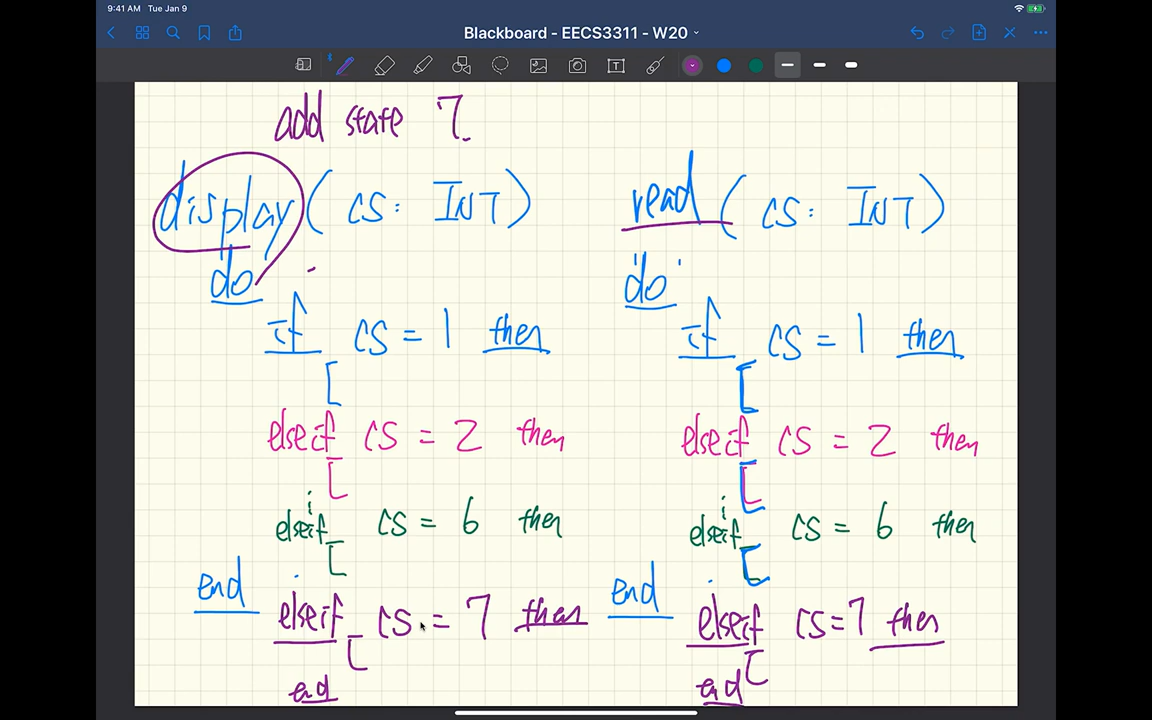 9:41 AM Tue Jan 9
Blackboard - EECS3311 - W20
add state 7.
display ( CS: INT ) read ( CS: INT )
do do
if CS = 1 then if CS = 1 then
elseif CS = 2 then elseif CS = 2 then
elseif CS = 6 then elseif CS = 6 then
end end
elseif CS = 7 then elseif CS = 7 then
end end